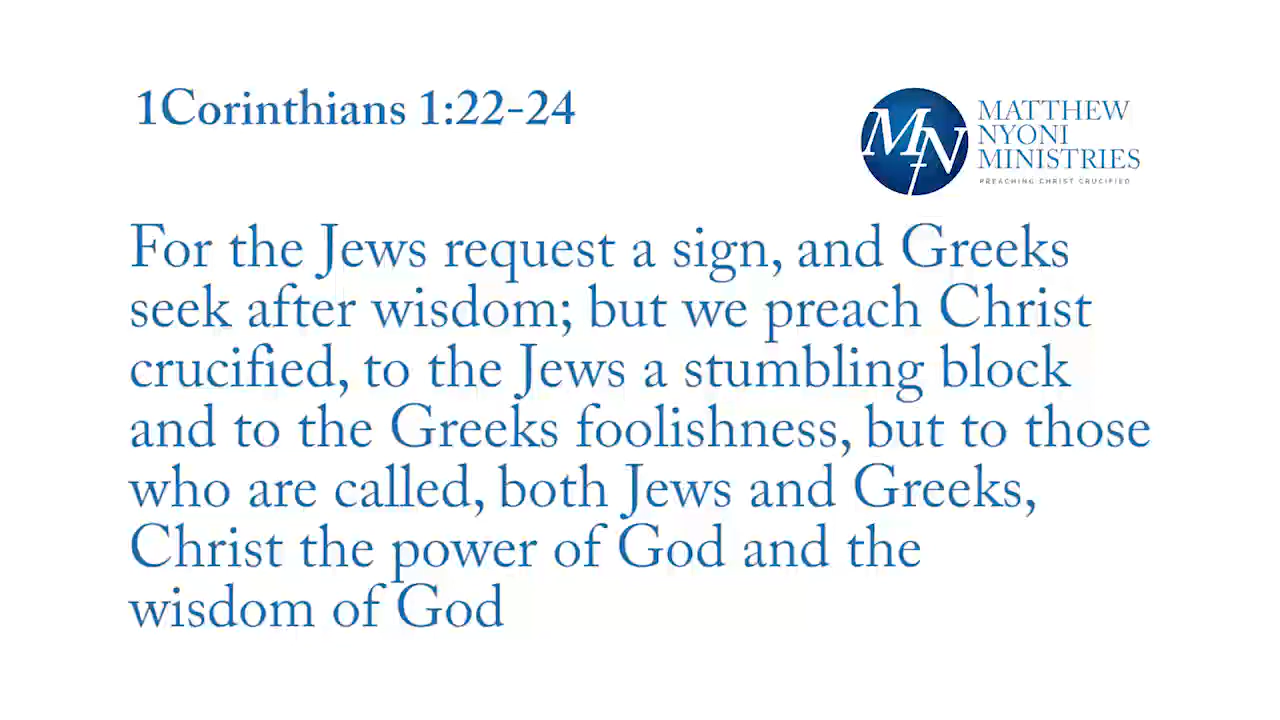 1Corinthians 1:22-24
MN
MATTHEW
NYONI
MINISTRIES
PREACHING CHRIST CRUCIFIED
For the Jews request a sign, and Greeks
seek after wisdom; but we preach Christ
crucified, to the Jews a stumbling block
and to the Greeks foolishness, but to those
who are called, both Jews and Greeks,
Christ the power of God and the
wisdom of God